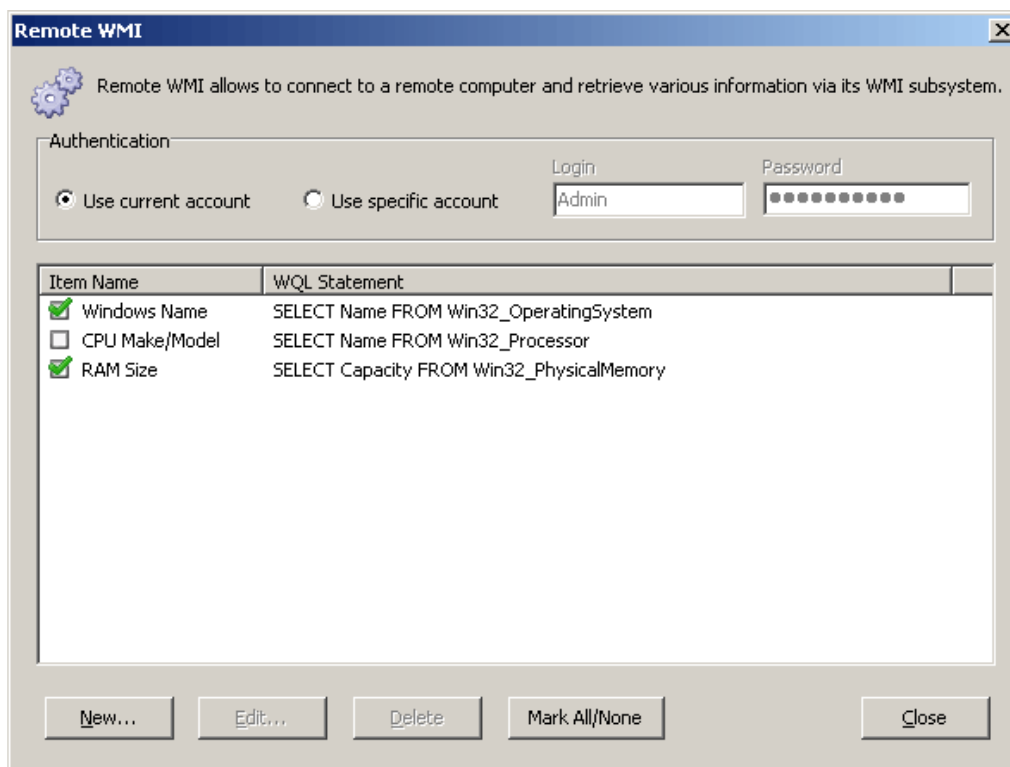 Remote WMI
Remote WMI allows to connect to a remote computer and retrieve various information via its WMI subsystem.
Authentication
Login
Password
Use current account
Use specific account
Admin
●●●●●●●●●●
Item Name
WQL Statement
Windows Name
SELECT Name FROM Win32_OperatingSystem
CPU Make/Model
SELECT Name FROM Win32_Processor
RAM Size
SELECT Capacity FROM Win32_PhysicalMemory
New...
Edit...
Delete
Mark All/None
Close